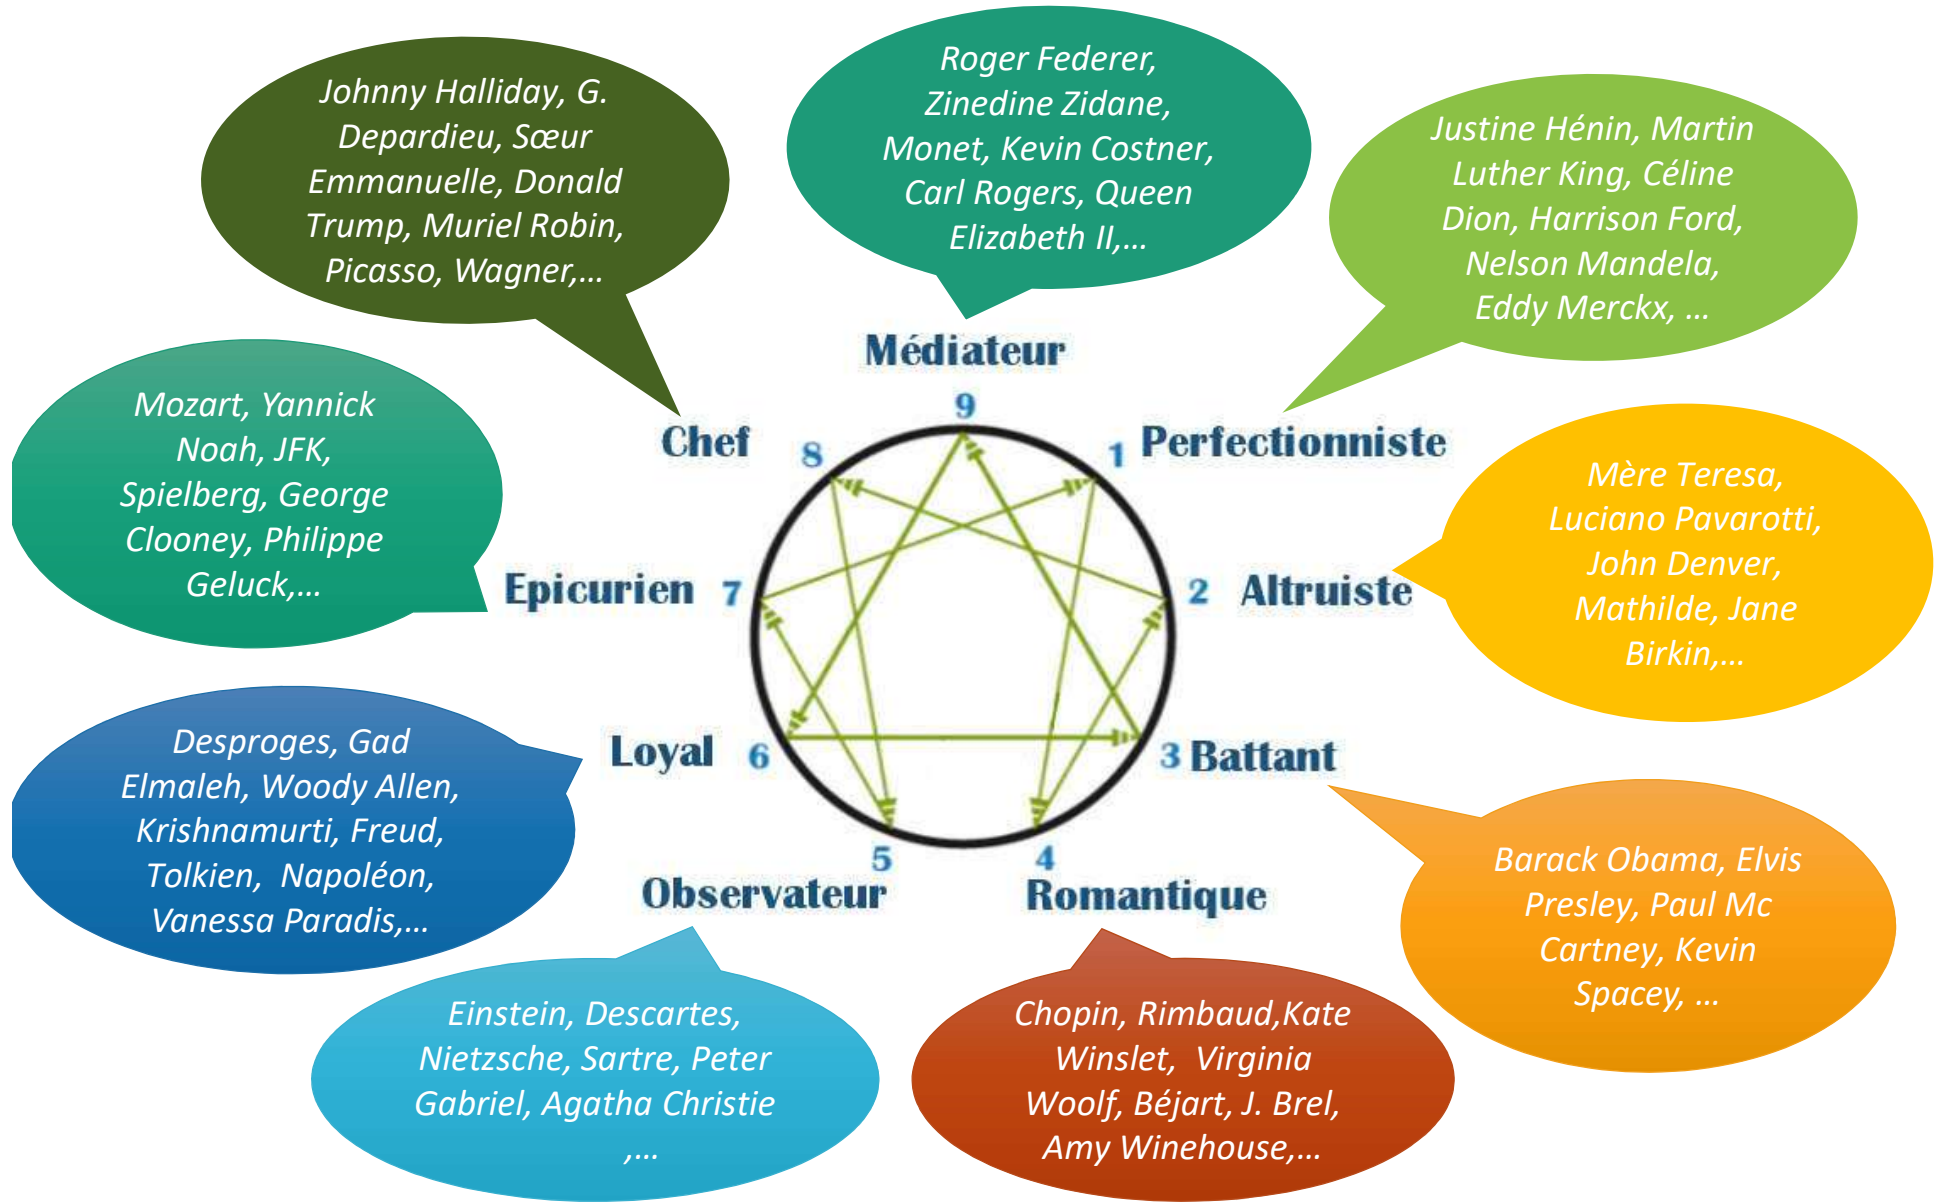 Johnny Halliday, G.
Depardieu, Sœur
Emmanuelle, Donald
Trump, Muriel Robin,
Picasso, Wagner,...
Roger Federer,
Zinedine Zidane,
Monet, Kevin Costner,
Carl Rogers, Queen
Elizabeth II,...
Justine Hénin, Martin
Luther King, Céline
Dion, Harrison Ford,
Nelson Mandela,
Eddy Merckx, ...
Mozart, Yannick
Noah, JFK,
Spielberg, George
Clooney, Philippe
Geluck,...
Médiateur
9
Chef 8
1 Perfectionniste
Mère Teresa,
Luciano Pavarotti,
John Denver,
Mathilde, Jane
Birkin,...
Epicurien 7
2 Altruiste
Desproges, Gad
Elmaleh, Woody Allen,
Krishnamurti, Freud,
Tolkien, Napoléon,
Vanessa Paradis,...
Loyal 6
3 Battant
5
Observateur
4
Romantique
Barack Obama, Elvis
Presley, Paul Mc
Cartney, Kevin
Spacey, ...
Einstein, Descartes,
Nietzsche, Sartre, Peter
Gabriel, Agatha Christie
,...
Chopin, Rimbaud,Kate
Winslet, Virginia
Woolf, Béjart, J. Brel,
Amy Winehouse,...